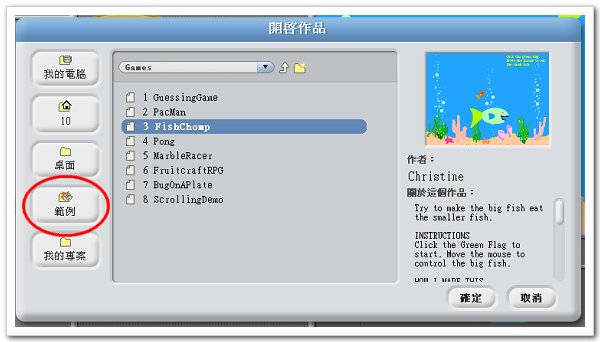 開啓作品
我的電腦
10
桌面
範例
我的專案
Games
1 GuessingGame
2 PacMan
3 FishChomp
4 Pong
5 MarbleRacer
6 FruitcraftRPG
7 BugOnAPlate
8 ScrollingDemo
作者：
Christine
關於這個作品：
Try to make the big fish eat
the smaller fish.
INSTRUCTIONS
Click the Green Flag to
start. Move the mouse to
control the big fish.
HOW I MADE THIS
確定
取消